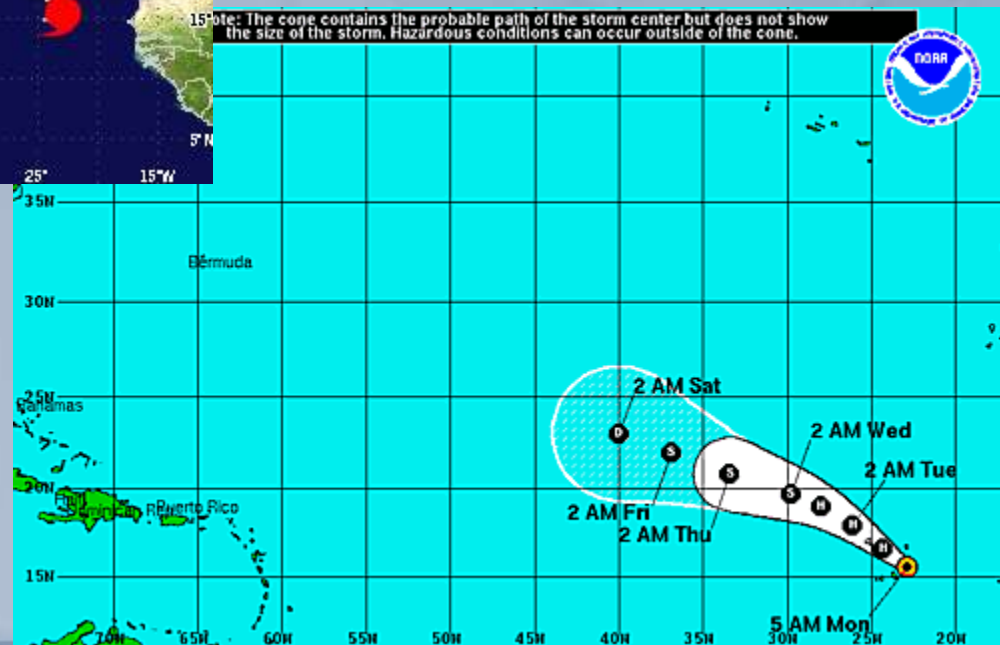 15°
ote: The cone contains the probable path of the storm center but does not show
the size of the storm. Hazardous conditions can occur outside of the cone.
NOAA
5°N
25° 15°W
35N
Bermuda
30N
25N
2 AM Sat
2 AM Wed
2 AM Tue
D
S
S
S
H
H
H
20N
Puerto Rico
2 AM Fri
2 AM Thu
15N
5 AM Mon
70W 65W 60W 55W 50W 45W 40W 35W 30W 25W 20W